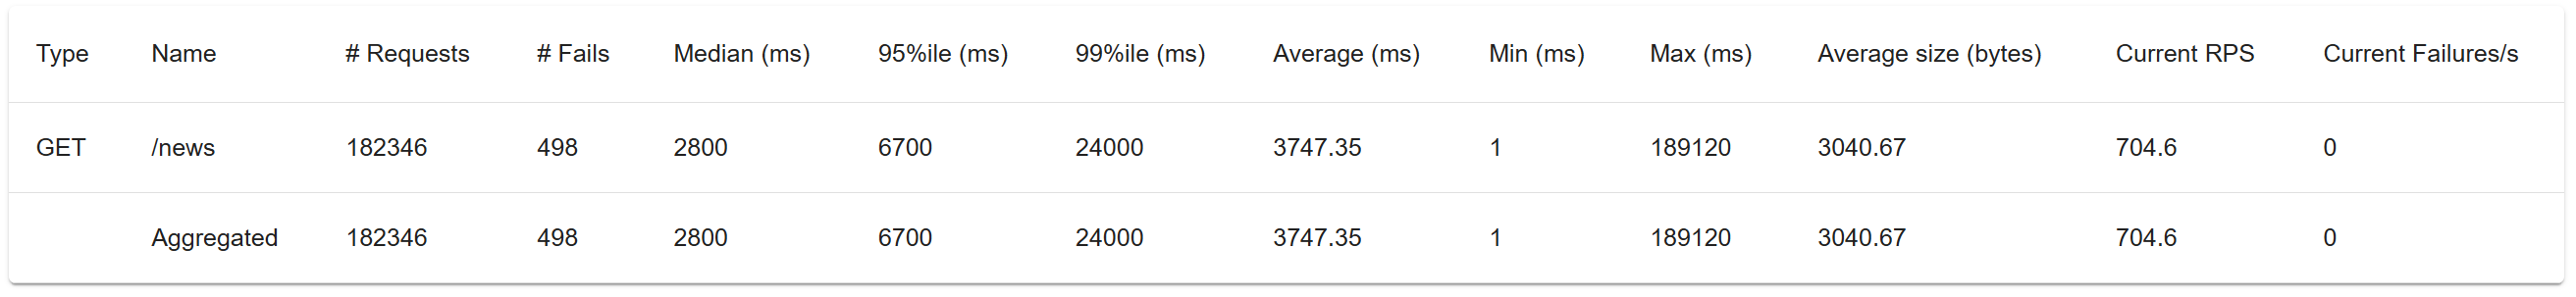 Type Name # Requests # Fails Median (ms) 95%ile (ms) 99%ile (ms) Average (ms) Min (ms) Max (ms) Average size (bytes) Current RPS Current Failures/s
GET /news 182346 498 2800 6700 24000 3747.35 1 189120 3040.67 704.6 0
Aggregated 182346 498 2800 6700 24000 3747.35 1 189120 3040.67 704.6 0